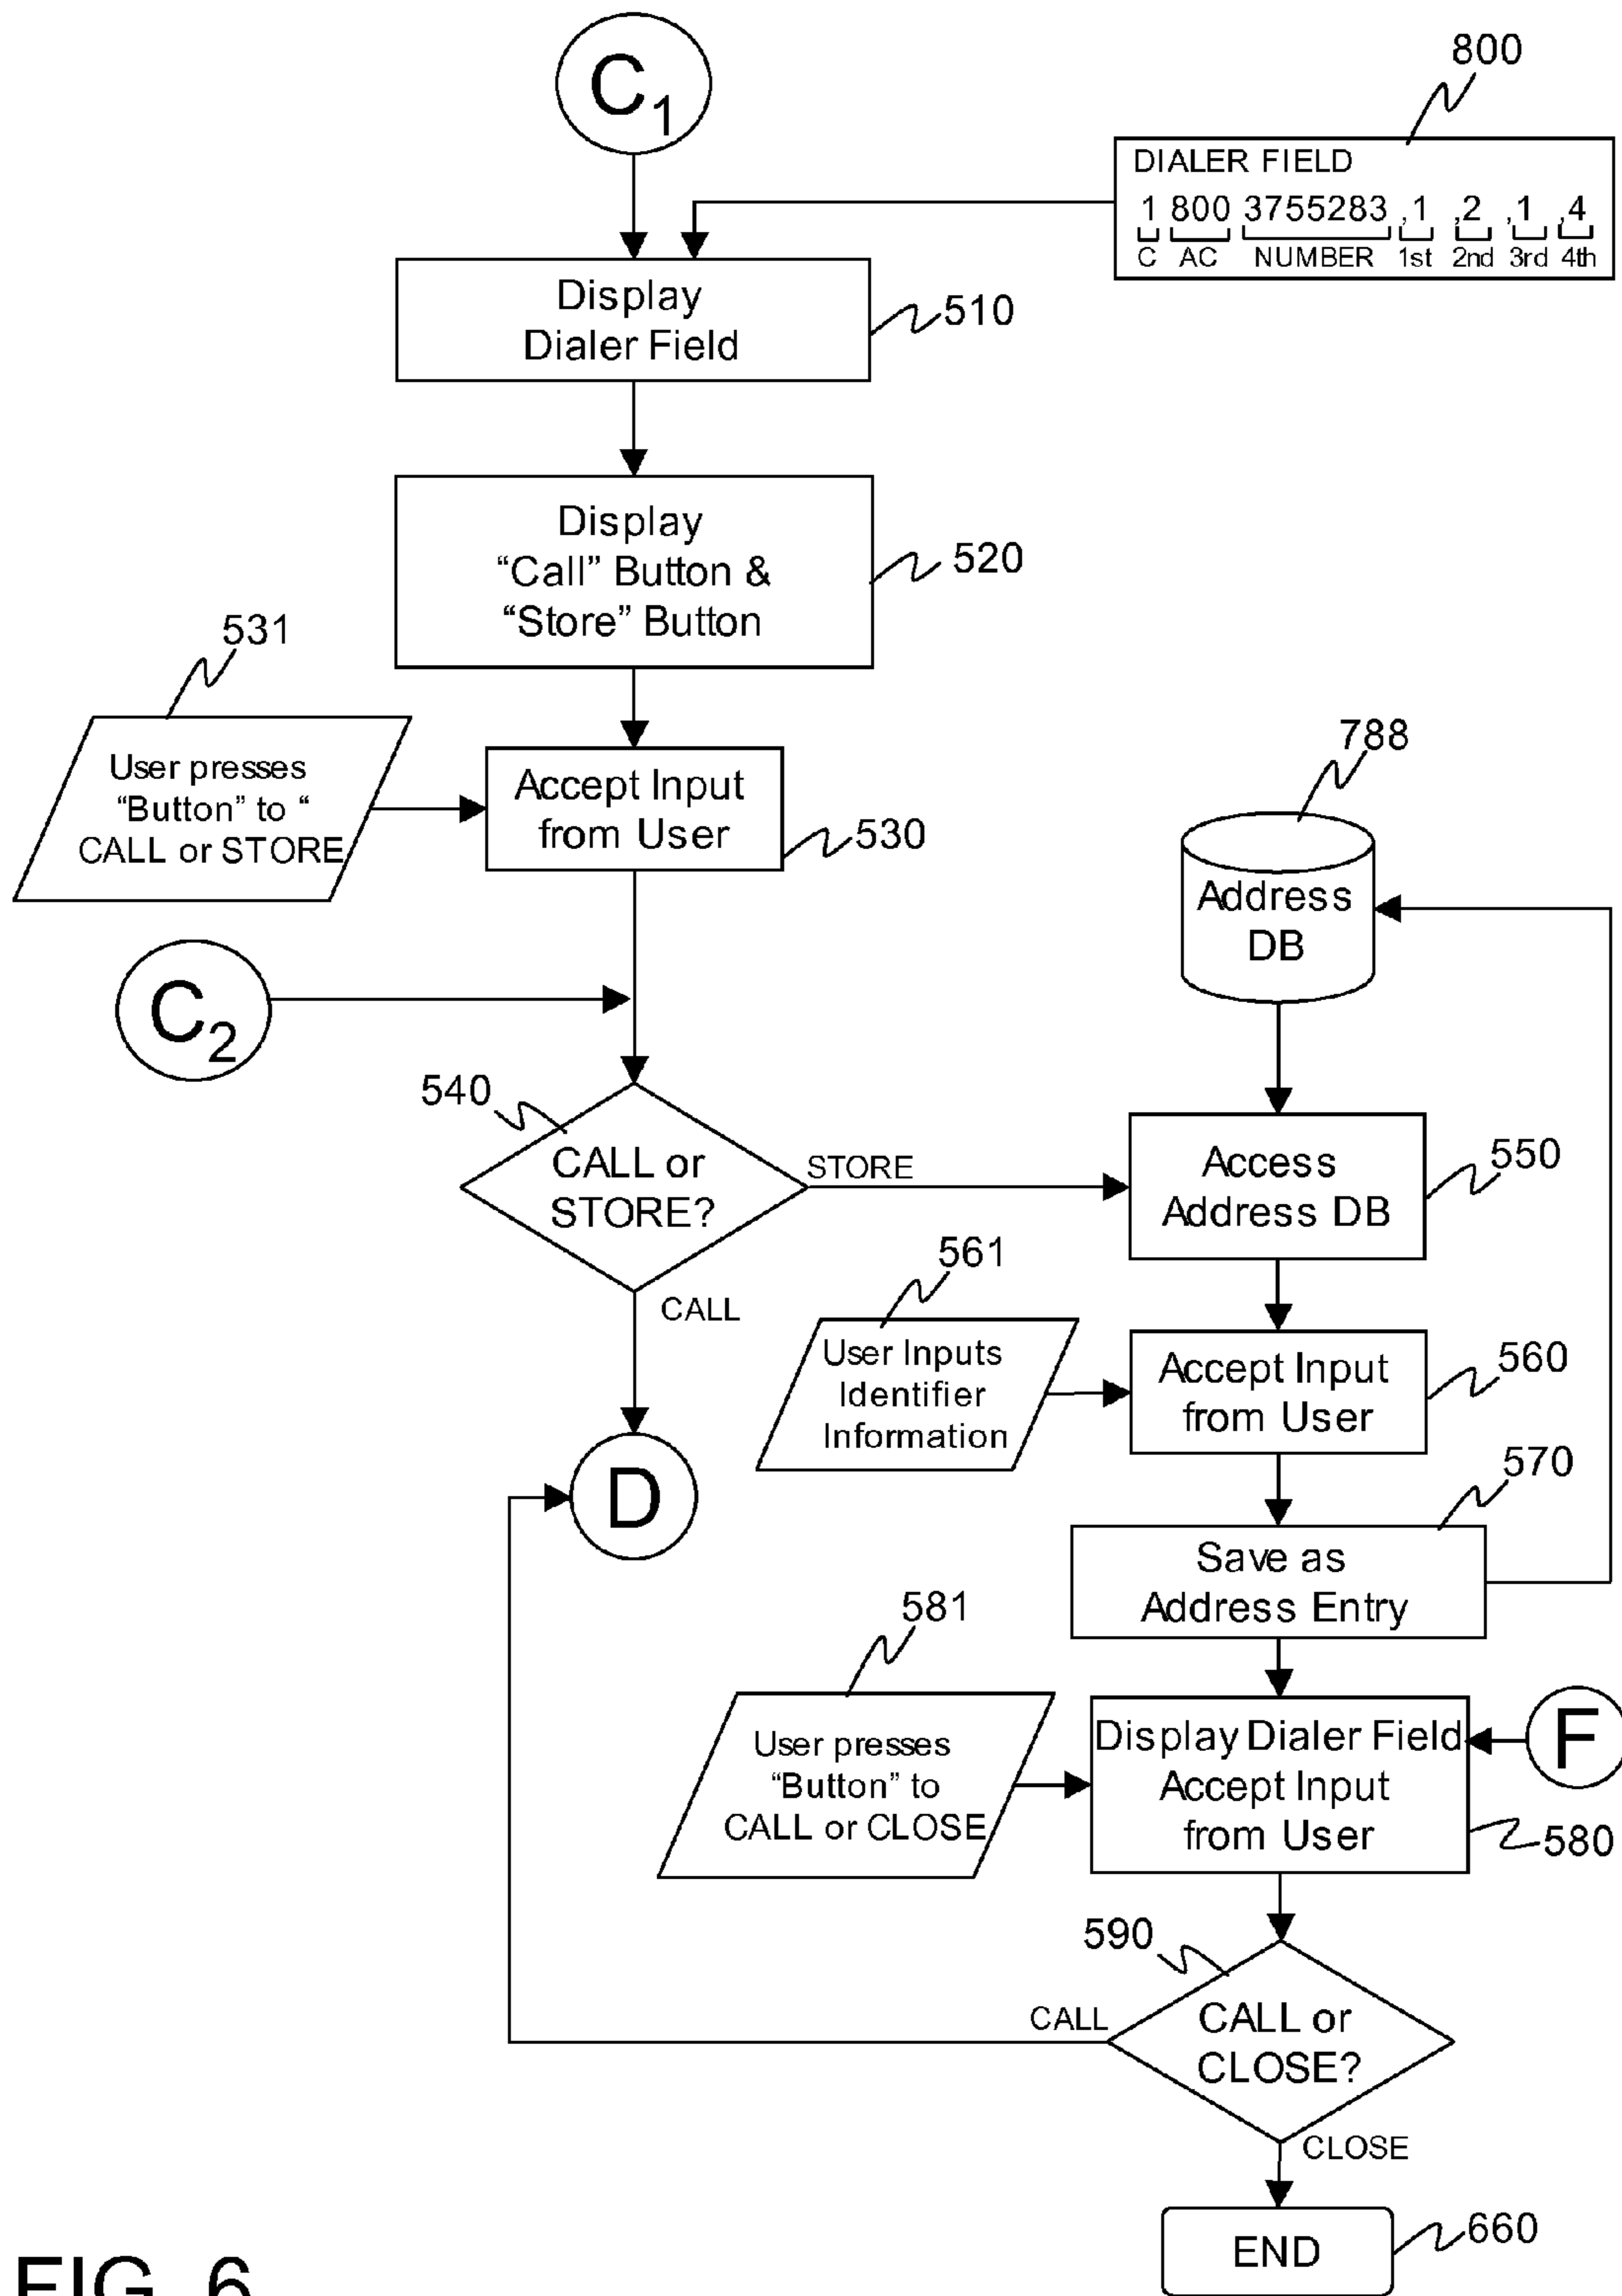 C1
800
DIALER FIELD
1 800 3755283 ,1 ,2 ,1 ,4
C AC NUMBER 1st 2nd 3rd 4th
Display
Dialer Field
510
Display
“Call” Button &
“Store” Button
520
531
User presses
“Button” to “
CALL or STORE
Accept Input
from User
530
788
Address
DB
C2
540
CALL or
STORE?
STORE
CALL
Access
Address DB
550
561
User Inputs
Identifier
Information
Accept Input
from User
560
D
570
Save as
Address Entry
581
User presses
“Button” to
CALL or CLOSE
Display Dialer Field
Accept Input
from User
F
580
590
CALL
CALL or
CLOSE?
CLOSE
END
660
FIG. 6